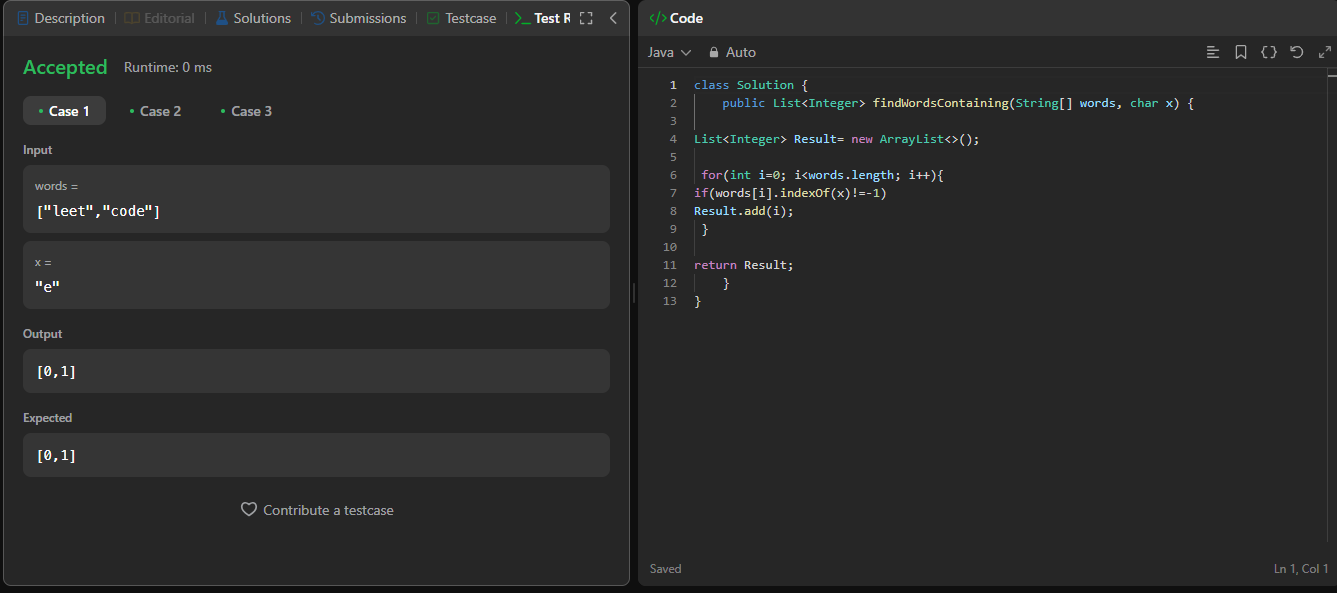 Description Editorial Solutions Submissions Testcase Test R
Accepted Runtime: 0 ms
Case 1 Case 2 Case 3
Input
words =
["leet","code"]
x =
"e"
Output
[0,1]
Expected
[0,1]
Contribute a testcase
</> Code
Java Auto
1 class Solution {
2 public List<Integer> findWordsContaining(String[] words, char x) {
3
4 List<Integer> Result= new ArrayList<>();
5
6 for(int i=0; i<words.length; i++){
7 if(words[i].indexOf(x)!=-1)
8 Result.add(i);
9 }
10
11 return Result;
12 }
13 }
Saved Ln 1, Col 1